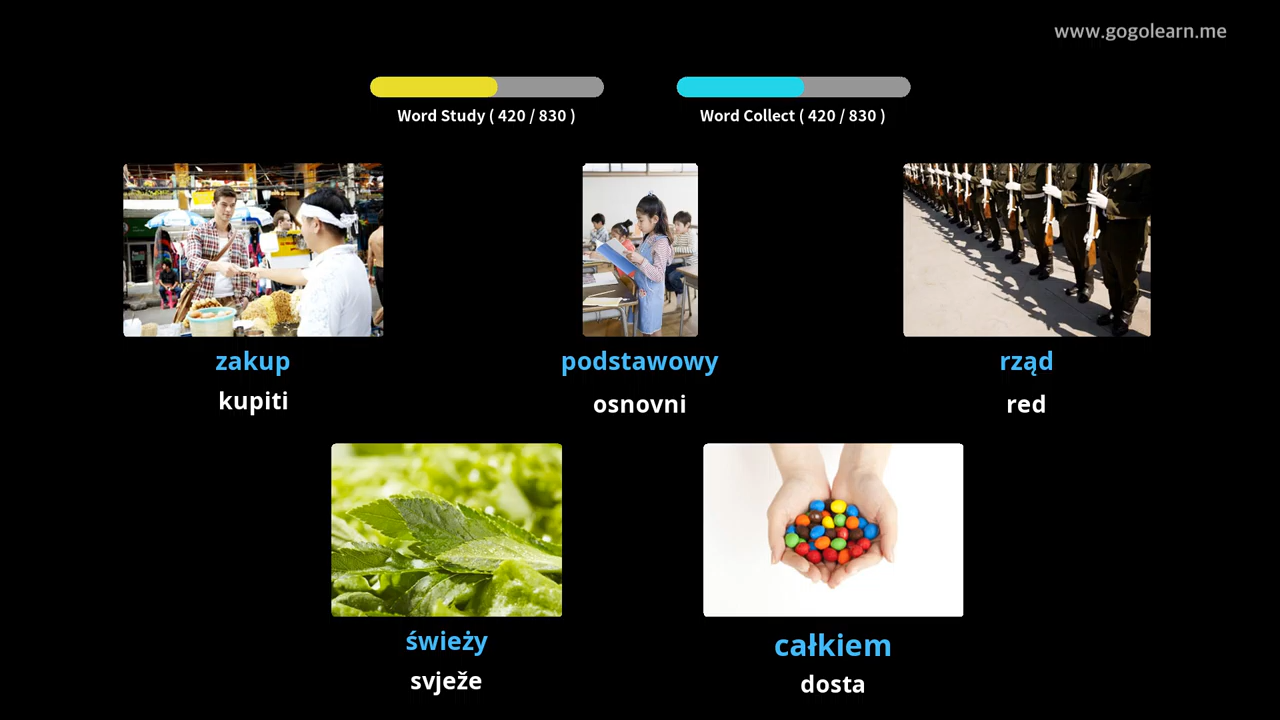 www.gogolearn.me
Word Study ( 420 / 830 )
Word Collect ( 420 / 830 )
zakup
kupiti
podstawowy
osnovni
rząd
red
świeży
svježe
całkiem
dosta